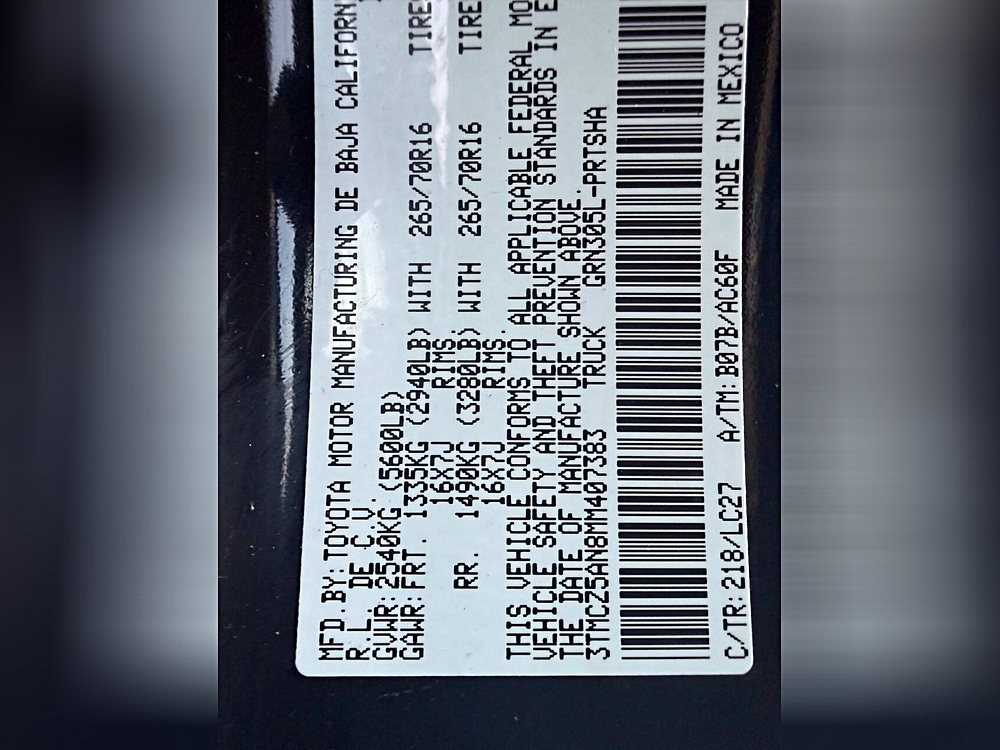 MFD.BY:TOYOTA MOTOR MANUFACTURING DE BAJA CALIFORN
R.L. DE C.V.
GVWR:2540KG (5600LB)
GAWR:FRT. 1335KG (2940LB) WITH 265/70R16 TIRE
16X7J RIMS.
RR. 1490KG (3280LB) WITH 265/70R16 TIRE
16X7J RIMS.
THIS VEHICLE CONFORMS TO ALL APPLICABLE FEDERAL MO
VEHICLE SAFETY AND THEFT PREVENTION STANDARDS IN E
THE DATE OF MANUFACTURE SHOWN ABOVE.
3TMCZ5AN8MM407383 TRUCK GRN305L-PRTSHA
C/TR:218/LC27 A/TM:B07B/AC60F MADE IN MEXICO